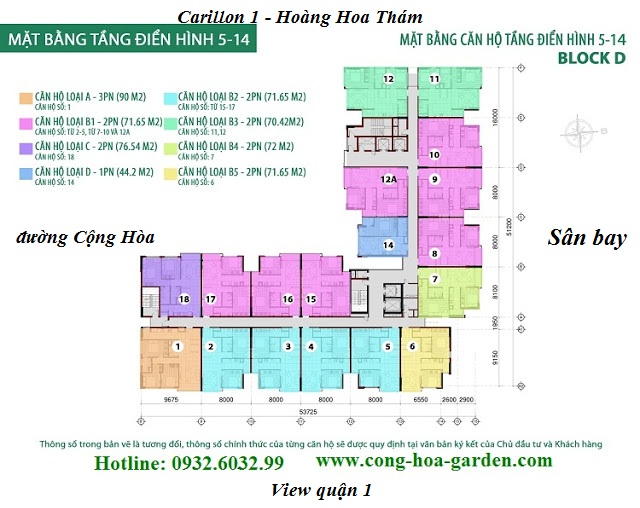 Carillon 1 - Hoàng Hoa Thám
MẶT BẰNG TẦNG ĐIỂN HÌNH 5-14
MẶT BẰNG CĂN HỘ TẦNG ĐIỂN HÌNH 5-14
BLOCK D
CĂN HỘ LOẠI A - 3PN (90 M2)
CĂN HỘ SỐ: 1
CĂN HỘ LOẠI B1 - 2PN (71.65 M2)
CĂN HỘ SỐ: TỪ 2-5, TỪ 7-10 VÀ 12A
CĂN HỘ LOẠI C - 2PN (76.54 M2)
CĂN HỘ SỐ: 18
CĂN HỘ LOẠI D - 1PN (44.2 M2)
CĂN HỘ SỐ: 14
CĂN HỘ LOẠI B2 - 2PN (71.65 M2)
CĂN HỘ SỐ: TỪ 15-17
CĂN HỘ LOẠI B3 - 2PN (70.42M2)
CĂN HỘ SỐ: 11,12
CĂN HỘ LOẠI B4 - 2PN (72 M2)
CĂN HỘ SỐ: 7
CĂN HỘ LOẠI B5 - 2PN (71.65 M2)
CĂN HỘ SỐ: 6
12 11
16000
10
12A 9
8000
51200
14 8
8000
đường Cộng Hòa
Sân bay
18 17 16 15 7
8100
1950
1 2 3 4 5 6
9150
9675 8000 8000 8000 8000 6550 2600 2900
53725
Thông số trong bản vẽ là tương đối, thông số chính thức của từng căn hộ sẽ được quy định tại văn bản ký kết của Chủ đầu tư và Khách hàng
Hotline: 0932.6032.99 www.cong-hoa-garden.com
View quận 1